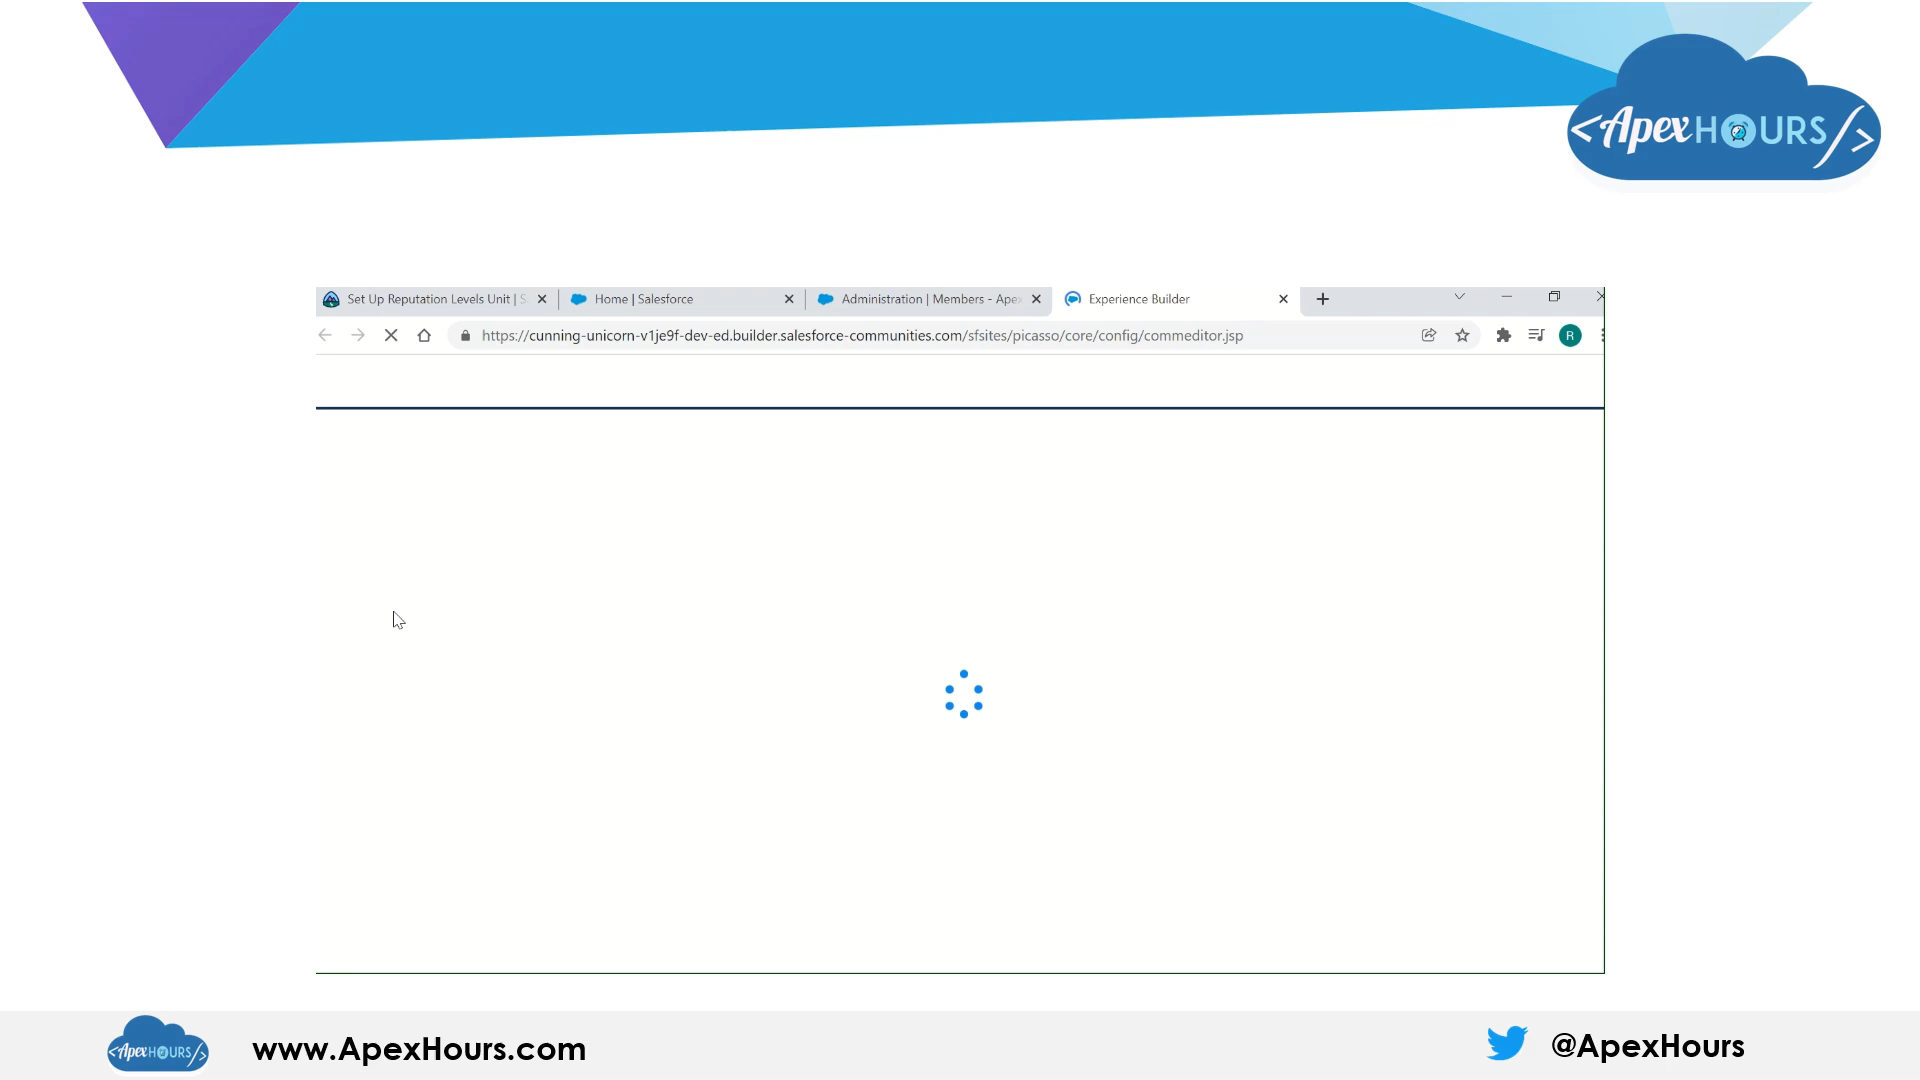 <ApexHOURS/>
Set Up Reputation Levels Unit | S
Home | Salesforce
Administration | Members - Apex
Experience Builder
https://cunning-unicorn-v1je9f-dev-ed.builder.salesforce-communities.com/sfsites/picasso/core/config/commeditor.jsp
R
<ApexHOURS/>
www.ApexHours.com
@ApexHours